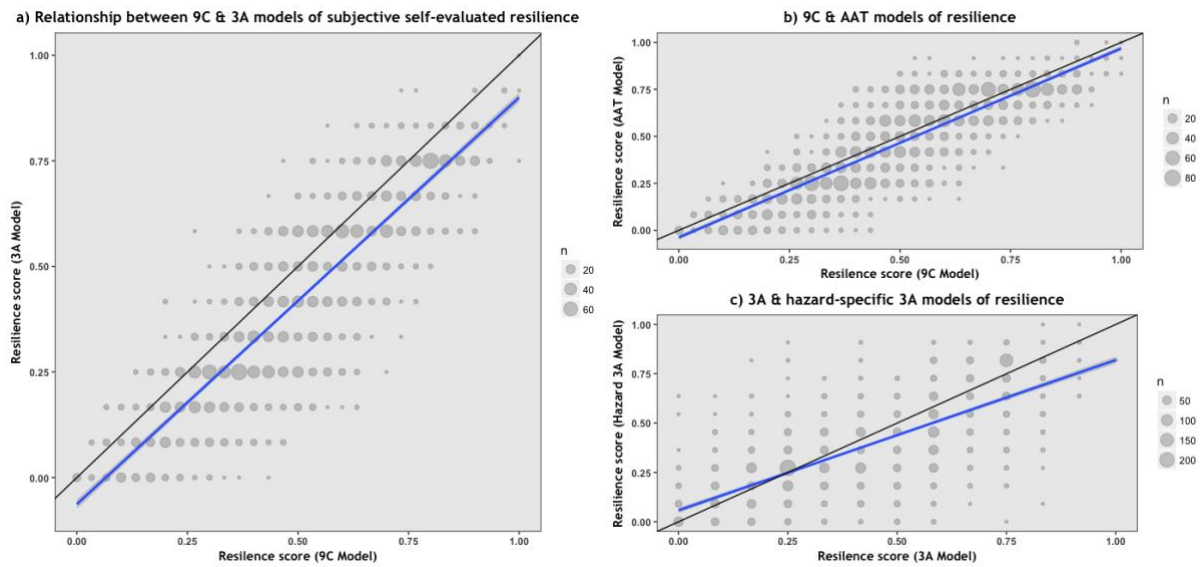 a) Relationship between 9C & 3A models of subjective self-evaluated resilience
Resilience score (3A Model)
1.00
0.75
0.50
0.25
0.00
0.00 0.25 0.50 0.75 1.00
Resilence score (9C Model)
n
20
40
60
b) 9C & AAT models of resilience
Resilience score (AAT Model)
1.00
0.75
0.50
0.25
0.00
0.00 0.25 0.50 0.75 1.00
Resilence score (9C Model)
n
20
40
60
80
c) 3A & hazard-specific 3A models of resilience
Resilience score (Hazard 3A Model)
1.00
0.75
0.50
0.25
0.00
0.00 0.25 0.50 0.75 1.00
Resilence score (3A Model)
n
50
100
150
200